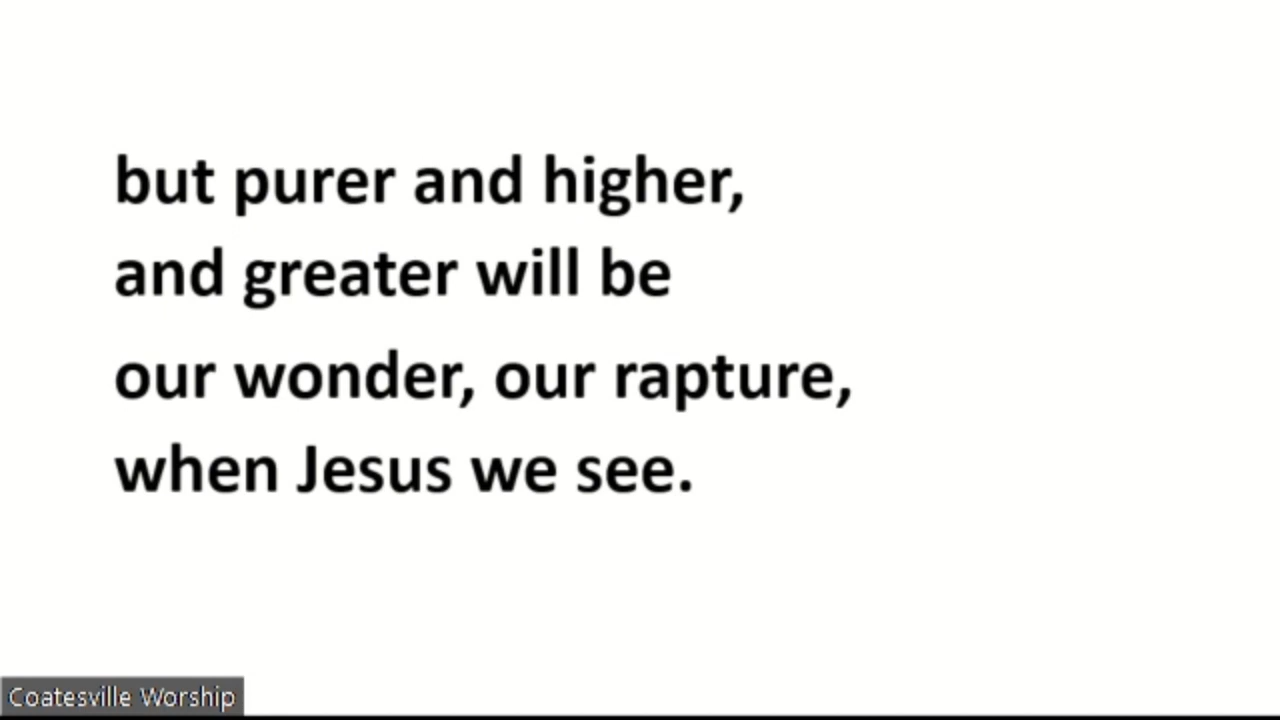 but purer and higher,
and greater will be
our wonder, our rapture,
when Jesus we see.
Coatesville Worship